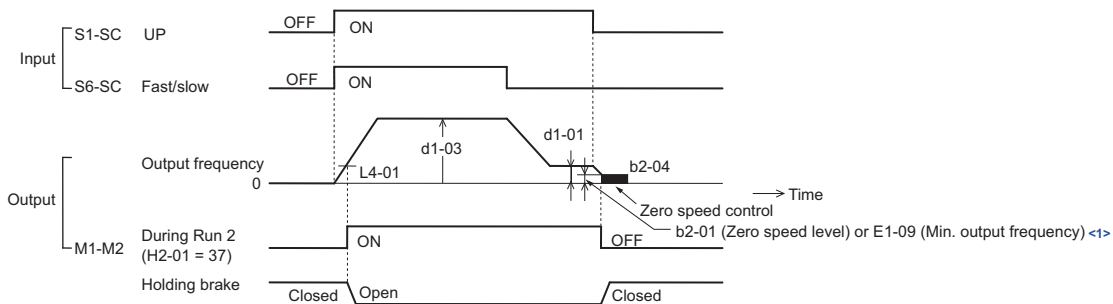 S1-SC UP OFF ON
Input
S6-SC Fast/slow OFF ON
d1-01
d1-03
Output frequency
L4-01
b2-04
0
Time
Output
Zero speed control
b2-01 (Zero speed level) or E1-09 (Min. output frequency) <1>
M1-M2 During Run 2 ON OFF
(H2-01 = 37)
Holding brake
Closed Open Closed